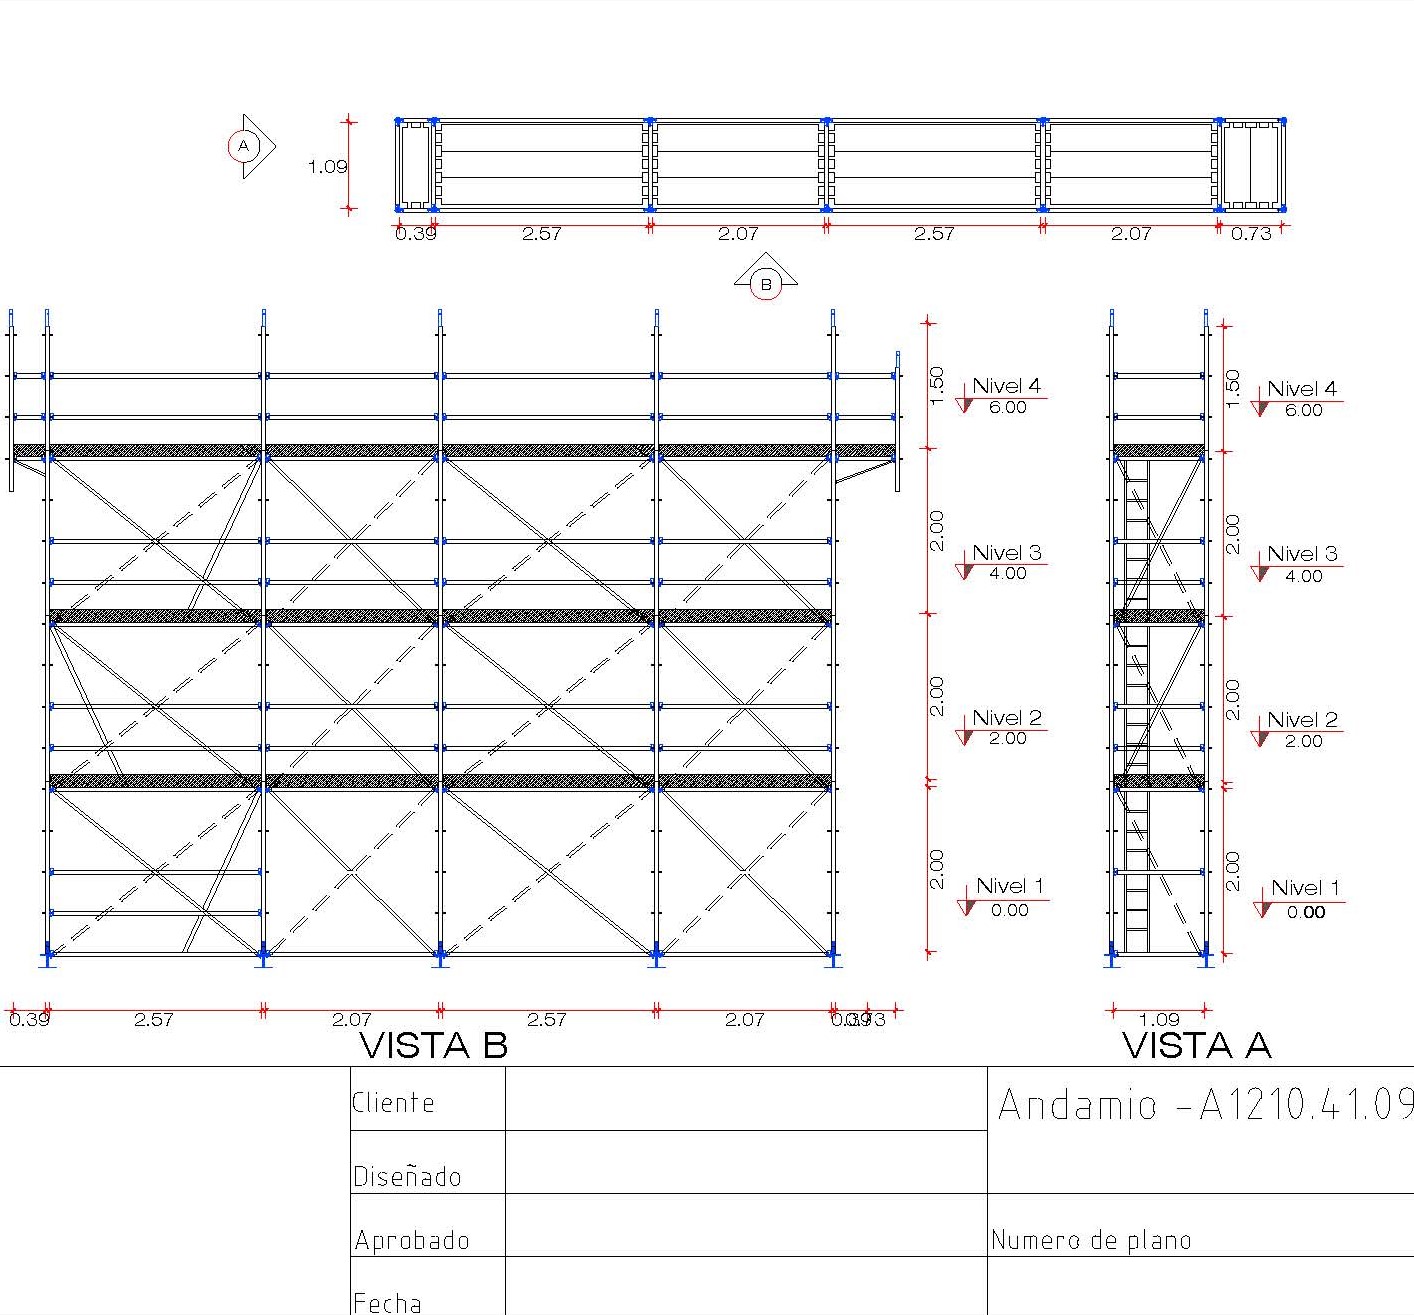 A
1.09
0.39 2.57 2.07 2.57 2.07 0.73
B
1.50
Nivel 4
6.00
2.00
Nivel 3
4.00
2.00
Nivel 2
2.00
2.00
Nivel 1
0.00
0.39 2.57 2.07 2.57 2.07 0.39 0.73
VISTA B
1.50
Nivel 4
6.00
2.00
Nivel 3
4.00
2.00
Nivel 2
2.00
2.00
Nivel 1
0.00
1.09
VISTA A
Cliente
Diseñado
Aprobado
Fecha
Andamio -A1210.41.09
Numero de plano